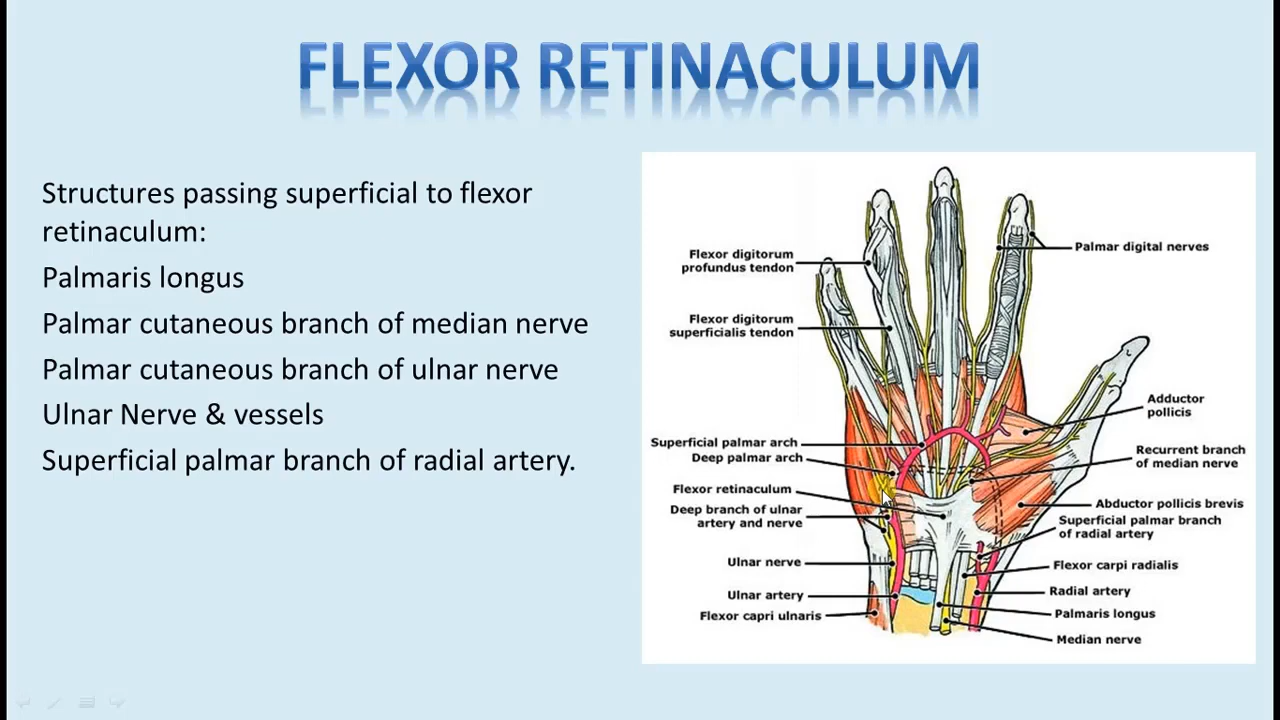 FLEXOR RETINACULUM
Structures passing superficial to flexor
retinaculum:
Palmaris longus
Palmar cutaneous branch of median nerve
Palmar cutaneous branch of ulnar nerve
Ulnar Nerve & vessels
Superficial palmar branch of radial artery.
Flexor digitorum
profundus tendon
Flexor digitorum
superficialis tendon
Superficial palmar arch
Deep palmar arch
Flexor retinaculum
Deep branch of ulnar
artery and nerve
Ulnar nerve
Ulnar artery
Flexor capri ulnaris
Palmar digital nerves
Adductor
pollicis
Recurrent branch
of median nerve
Abductor pollicis brevis
Superficial palmar branch
of radial artery
Flexor carpi radialis
Radial artery
Palmaris longus
Median nerve